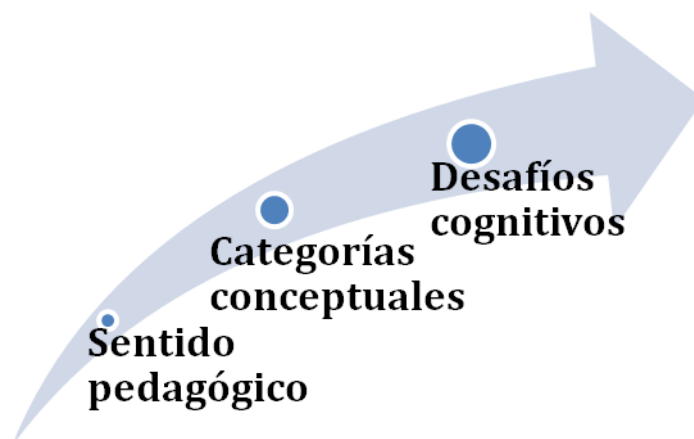 Desafíos
cognitivos
Categorías
conceptuales
Sentido
pedagógico